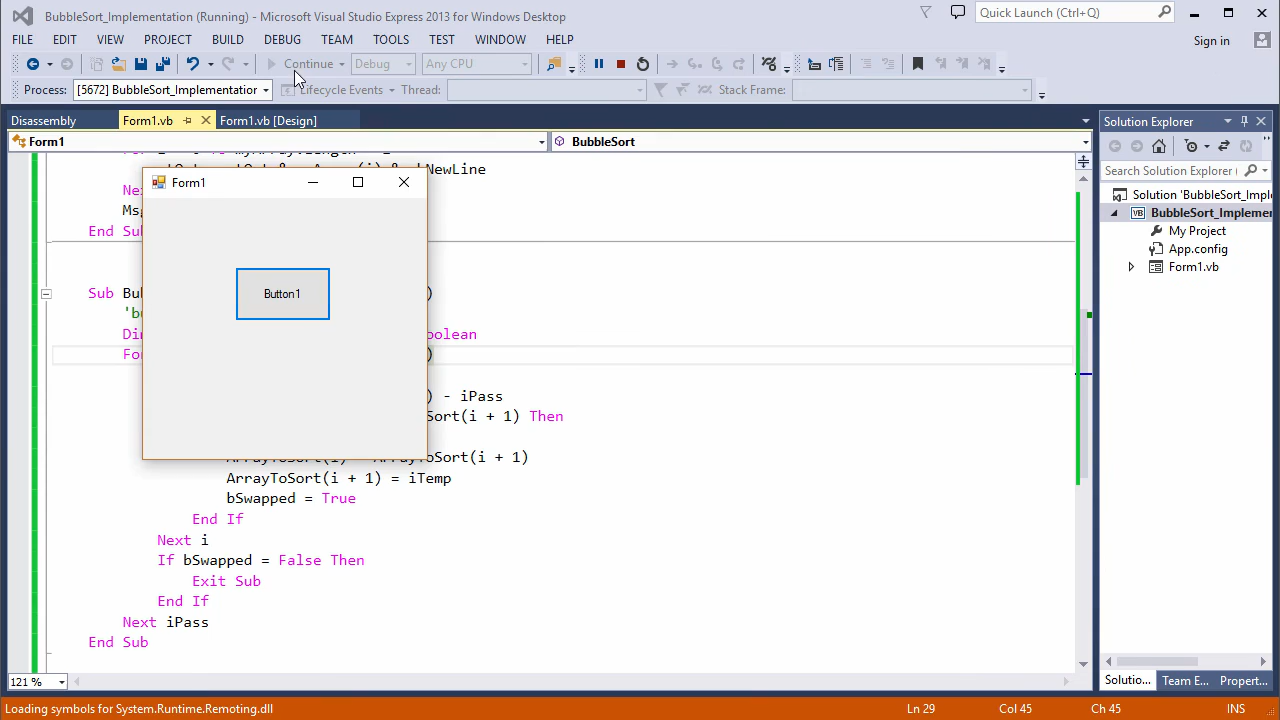 BubbleSort_Implementation (Running) - Microsoft Visual Studio Express 2013 for Windows Desktop
Quick Launch (Ctrl+Q)
FILE EDIT VIEW PROJECT BUILD DEBUG TEAM TOOLS TEST WINDOW HELP
Sign in
Continue Debug Any CPU
Process: [5672] BubbleSort_Implementation Lifecycle Events Thread: Stack Frame:
Disassembly Form1.vb Form1.vb [Design]
Solution Explorer
Form1 BubbleSort
Search Solution Explorer (
Solution 'BubbleSort_Imple
BubbleSort_Implemen
My Project
App.config
Form1.vb
NewLine
Form1
End Sub
Button1
Sub Bu )
oolean
) - iPass
Sort(i + 1) Then
ArrayToSort(i) = ArrayToSort(i + 1)
ArrayToSort(i + 1) = iTemp
bSwapped = True
End If
Next i
If bSwapped = False Then
Exit Sub
End If
Next iPass
End Sub
121 %
Solutio... Team E... Propert...
Loading symbols for System.Runtime.Remoting.dll Ln 29 Col 45 Ch 45 INS